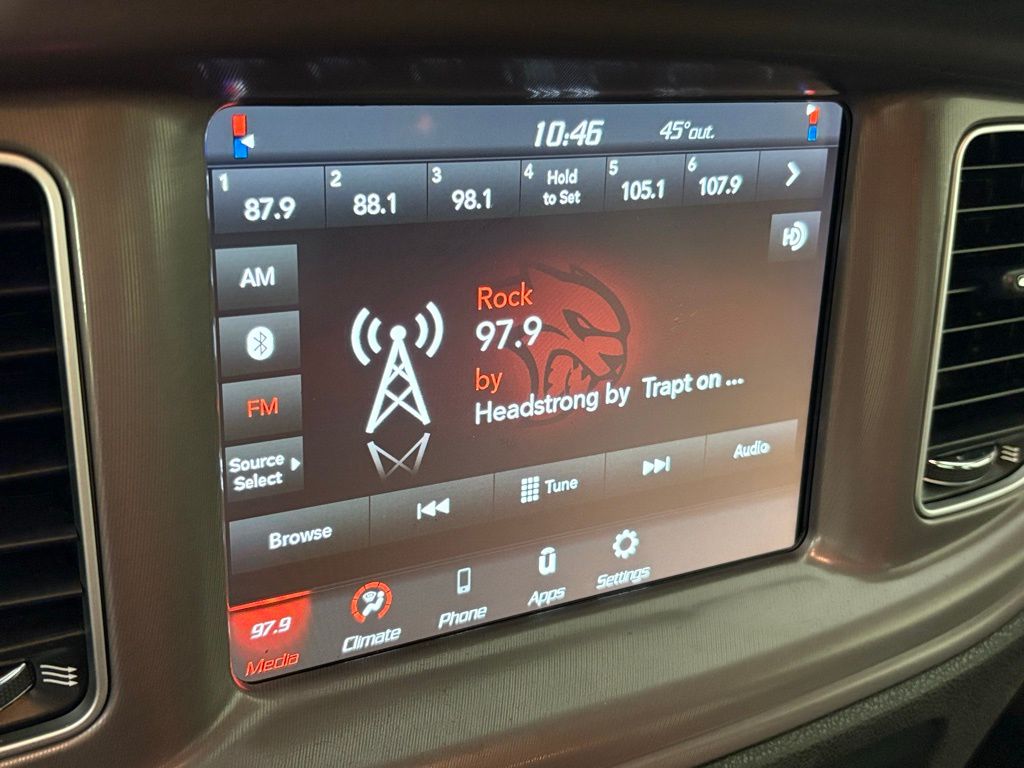 10:46 45° out.
1 87.9
2 88.1
3 98.1
4 Hold
to Set
5 105.1
6 107.9
AM
HD
FM
Source
Select
Rock
97.9
by
Headstrong by Trapt on ...
Browse
Tune
Audio
97.9
Media
Climate
Phone
Apps
Settings